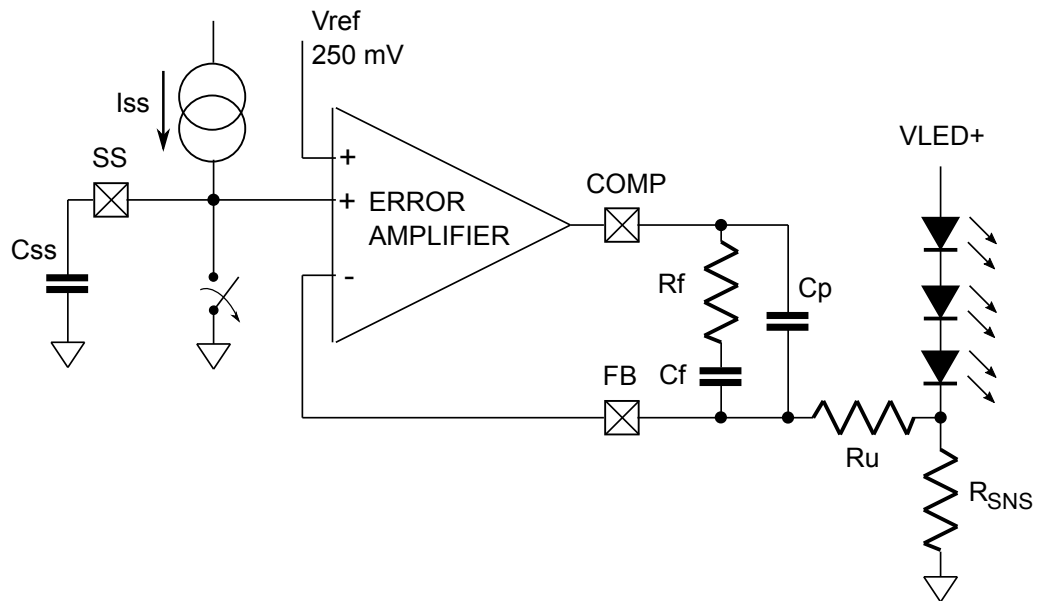 Vref
250 mV
Iss
SS
+
+
-
ERROR
AMPLIFIER
COMP
VLED+
Css
Rf
Cp
Cf
FB
Ru
RSNS